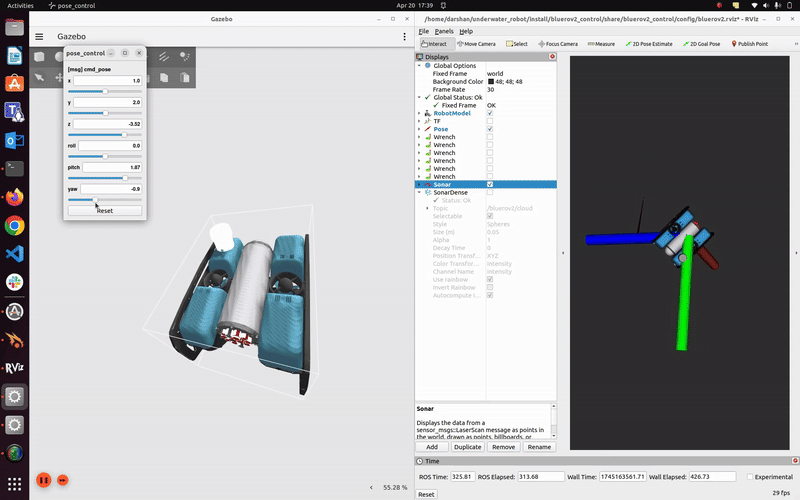 Activities
pose_control
Apr 20 17:39
Gazebo
Gazebo
pose_control
[msg] cmd_pose
x 1.0
y 2.0
z -3.52
roll 0.0
pitch 1.87
yaw -0.9
Reset
55.28 %
/home/darshan/underwater_robot/install/bluerov2_control/share/bluerov2_control/config/bluerov2.rviz* - RViz
File Panels Help
Interact Move Camera Select Focus Camera Measure 2D Pose Estimate 2D Goal Pose Publish Point
Displays
Global Options
Fixed Frame world
Background Color 48; 48; 48
Frame Rate 30
Global Status: Ok
Fixed Frame OK
RobotModel
TF
Pose
Wrench
Wrench
Wrench
Wrench
Wrench
Wrench
Sonar
SonarDense
Status: Ok
Topic /bluerov2/cloud
Selectable
Style Spheres
Size (m) 0.05
Alpha 1
Decay Time 0
Position Transf... XYZ
Color Transfor... Intensity
Channel Name intensity
Use rainbow
Invert Rainbow
Autocompute I...
Sonar
Displays the data from a
sensor_msgs::LaserScan message as points in
the world, drawn as points, billboards, or
Add Duplicate Remove Rename
Time
ROS Time: 325.81 ROS Elapsed: 313.68 Wall Time: 1745163561.71 Wall Elapsed: 426.73 Experimental
Reset
29 fps
RViz